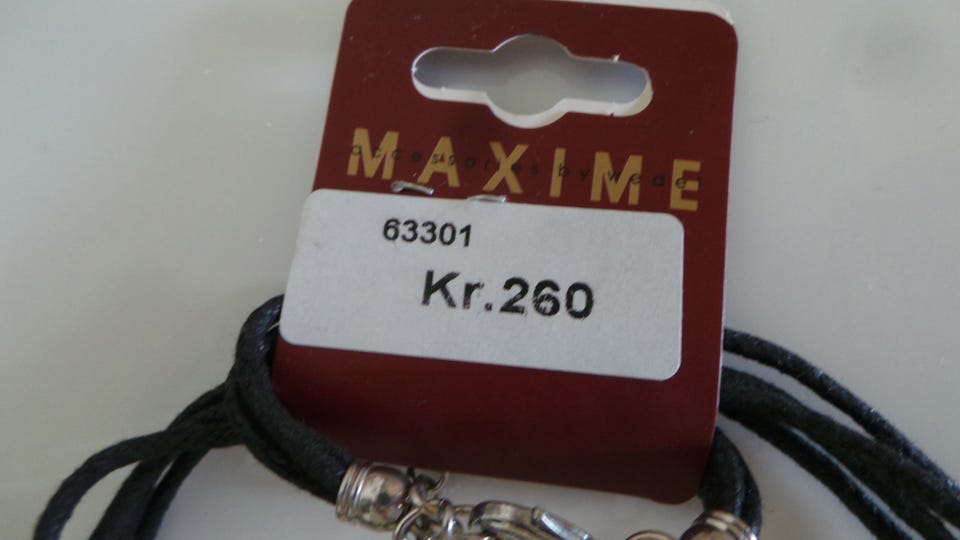 MAXIME
accessories by wede
63301
Kr.260